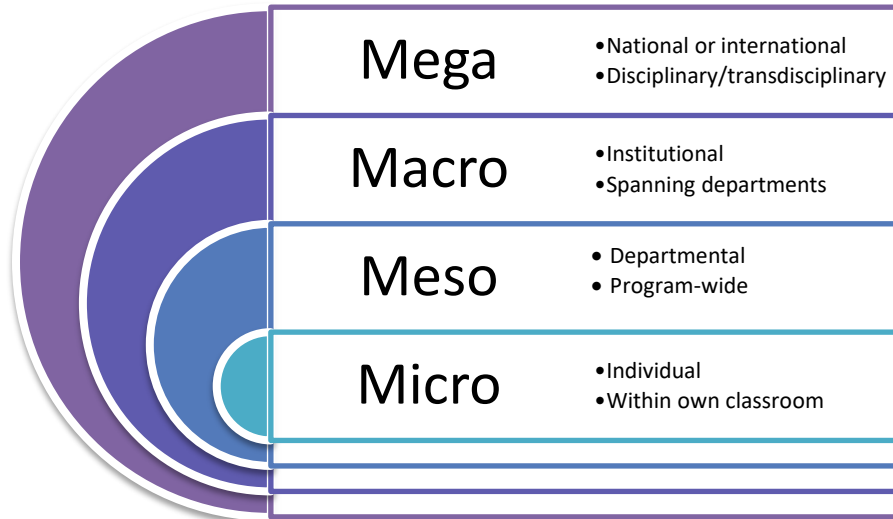 Mega
•National or international
•Disciplinary/transdisciplinary
Macro
•Institutional
•Spanning departments
Meso
• Departmental
• Program-wide
Micro
•Individual
•Within own classroom